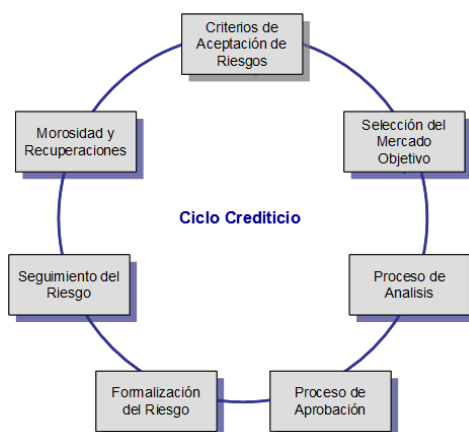 Criterios de
Aceptación de
Riesgos
Selección del
Mercado
Objetivo
Proceso de
Analisis
Proceso de
Aprobación
Formalización
del Riesgo
Seguimiento del
Riesgo
Morosidad y
Recuperaciones
Ciclo Crediticio